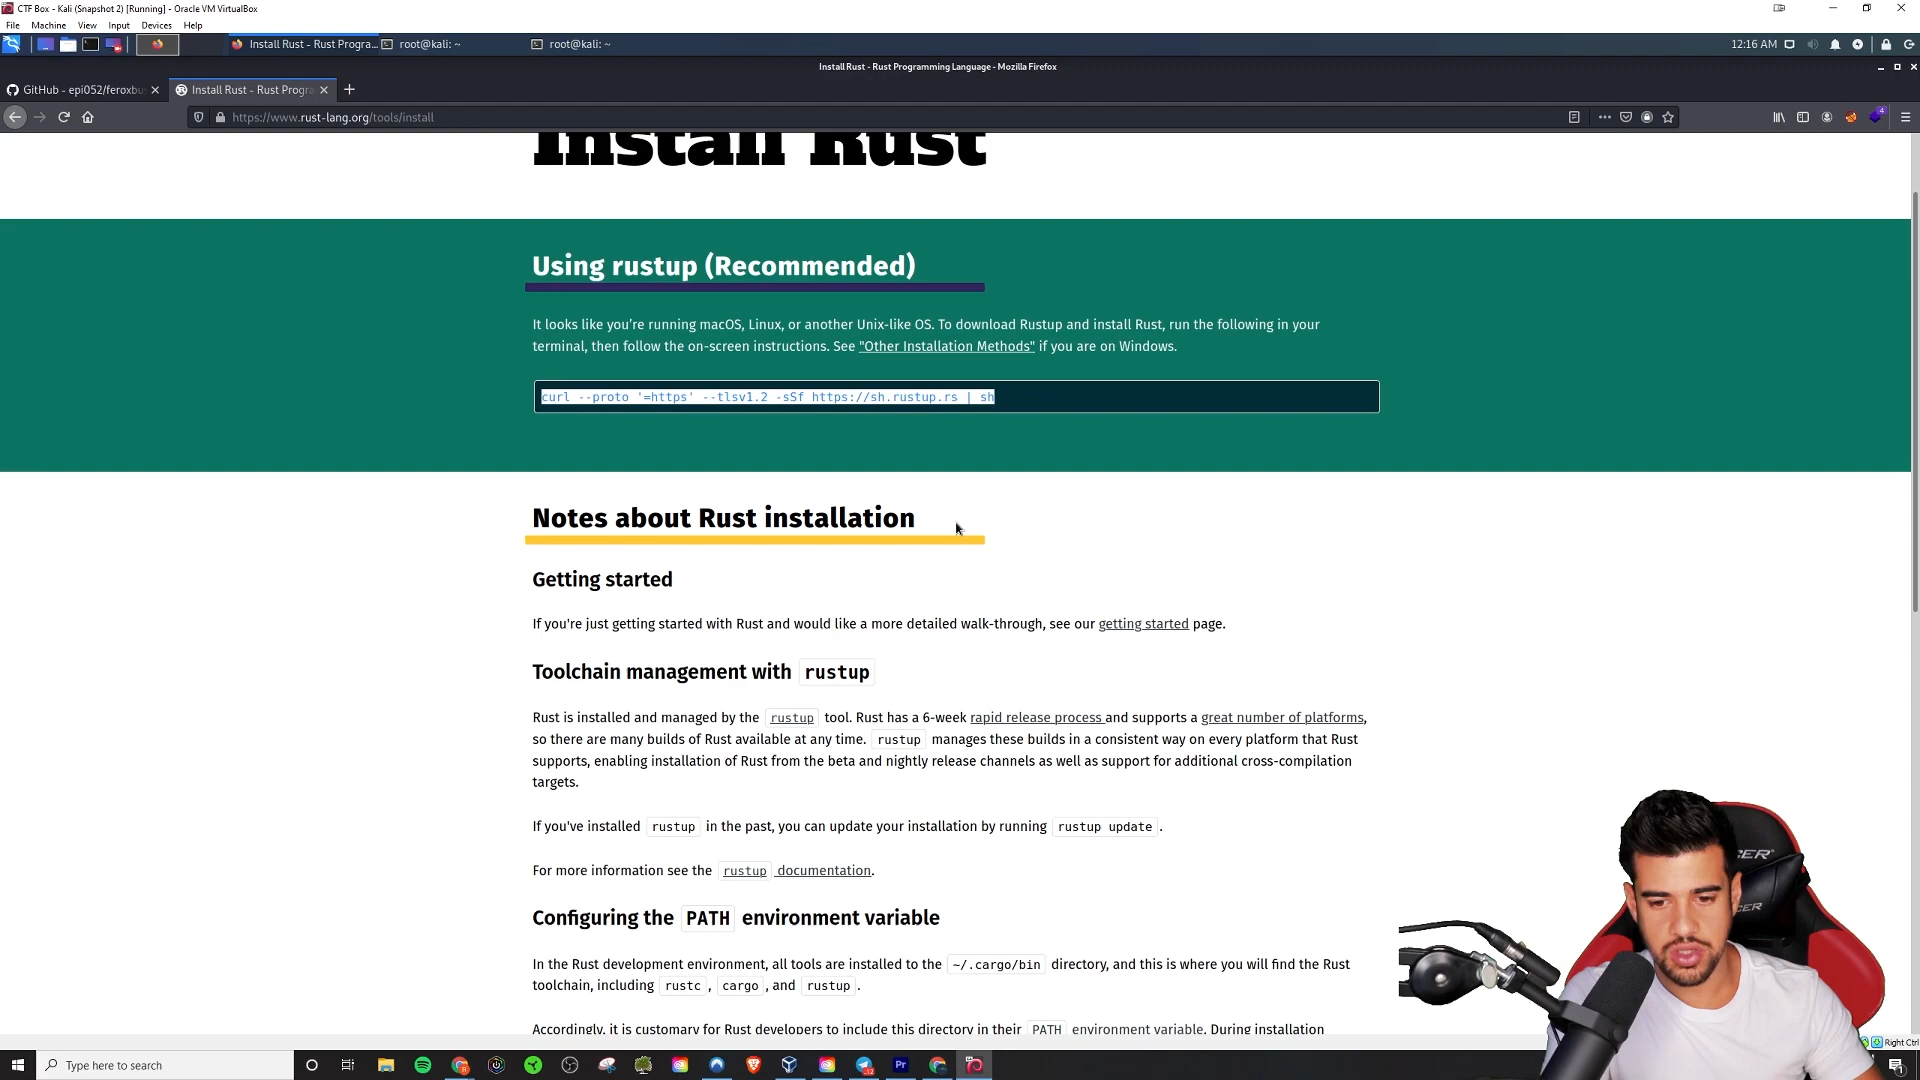 CTF Box - Kali (Snapshot 2) [Running] - Oracle VM VirtualBox
File Machine View Input Devices Help
Install Rust - Rust Progra...
root@kali: ~
root@kali: ~
12:16 AM
Install Rust - Rust Programming Language - Mozilla Firefox
GitHub - epi052/feroxbu
Install Rust - Rust Progra
https://www.rust-lang.org/tools/install
4
Install Rust
Using rustup (Recommended)
It looks like you’re running macOS, Linux, or another Unix-like OS. To download Rustup and install Rust, run the following in your
terminal, then follow the on-screen instructions. See "Other Installation Methods" if you are on Windows.
curl --proto '=https' --tlsv1.2 -sSf https://sh.rustup.rs | sh
Notes about Rust installation
Getting started
If you're just getting started with Rust and would like a more detailed walk-through, see our getting started page.
Toolchain management with rustup
Rust is installed and managed by the rustup tool. Rust has a 6-week rapid release process and supports a great number of platforms,
so there are many builds of Rust available at any time. rustup manages these builds in a consistent way on every platform that Rust
supports, enabling installation of Rust from the beta and nightly release channels as well as support for additional cross-compilation
targets.
If you've installed rustup in the past, you can update your installation by running rustup update .
For more information see the rustup documentation.
Configuring the PATH environment variable
In the Rust development environment, all tools are installed to the ~/.cargo/bin directory, and this is where you will find the Rust
toolchain, including rustc , cargo , and rustup .
Accordingly, it is customary for Rust developers to include this directory in their PATH environment variable. During installation
Right Ctrl
Type here to search